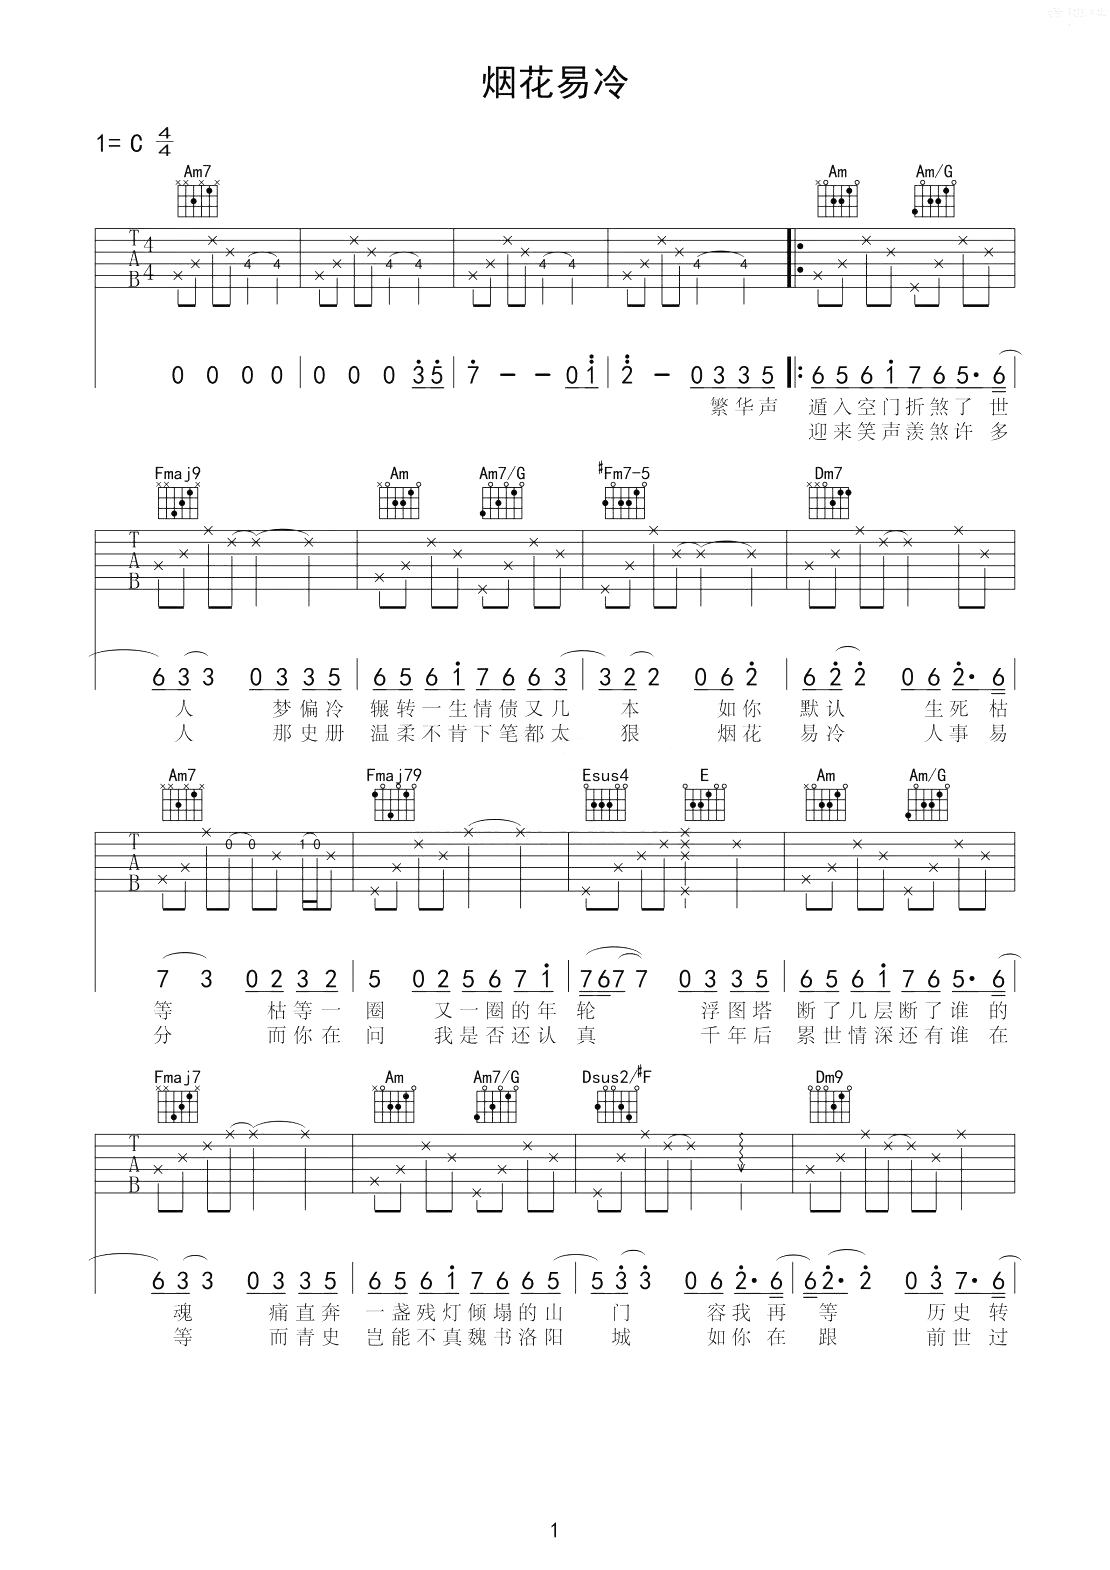 烟花易冷
1= C 4/4
Am7 Am Am/G
T A B 4 4 4 4 4 4 4 4 4 4
0 0 0 0 0 0 0 3 5 7 – – 0 1 2 – 0 3 3 5 6 5 6 1 7 6 5· 6
繁华声 遁入空门折煞了世
迎来笑声羡煞许多
Fmaj9 Am Am7/G #Fm7-5 Dm7
T A B
6 3 3 0 3 3 5 6 5 6 1 7 6 6 3 3 2 2 0 6 2 6 2 2 0 6 2· 6
人 梦偏冷 辗转一生情债又几 本 如你 默认 生死枯
人 那史册 温柔不肯下笔都太 狠 烟花 易冷 人事易
Am7 Fmaj79 Esus4 E Am Am/G
T A B 0 0 1 0
7 3 0 2 3 2 5 0 2 5 6 7 1 7 6 7 7 0 3 3 5 6 5 6 1 7 6 5· 6
等 枯等一 圈 又一圈的年 轮 浮图塔 断了几层断了谁的
分 而你在 问 我是否还认 真 千年后 累世情深还有谁在
Fmaj7 Am Am7/G Dsus2/#F Dm9
T A B
6 3 3 0 3 3 5 6 5 6 1 7 6 6 5 5 3 3 0 6 2· 6 6 2· 2 0 3 7· 6
魂 痛直奔 一盏残灯倾塌的山 门 容我再 等 历史转
等 而青史 岂能不真魏书洛阳 城 如你在 跟 前世过
1